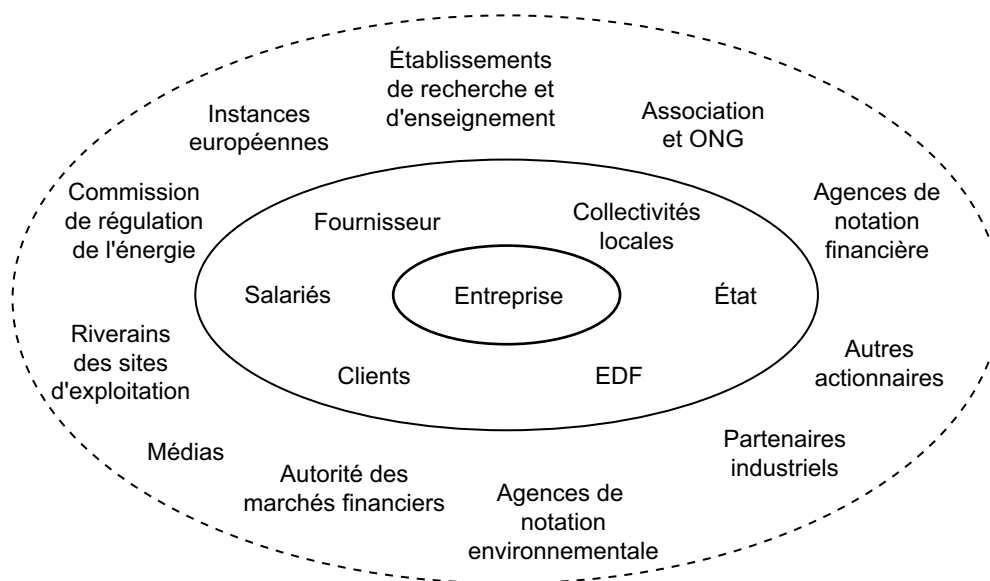 Établissements
de recherche et
d'enseignement
Instances
européennes
Association
et ONG
Commission
de régulation
de l'énergie
Agences de
notation
financière
Fournisseur
Collectivités
locales
Salariés
Entreprise
État
Riverains
des sites
d'exploitation
Clients
EDF
Autres
actionnaires
Médias
Partenaires
industriels
Autorité des
marchés financiers
Agences de
notation
environnementale